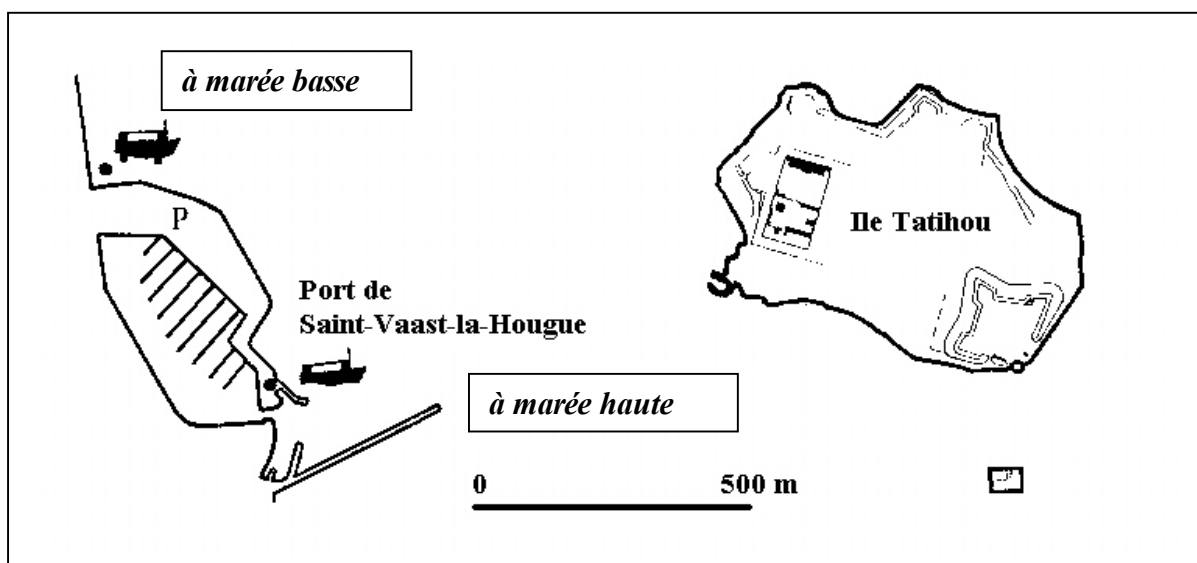 à marée basse
P
Ile Tatihou
Port de
Saint-Vaast-la-Hougue
à marée haute
0 500 m